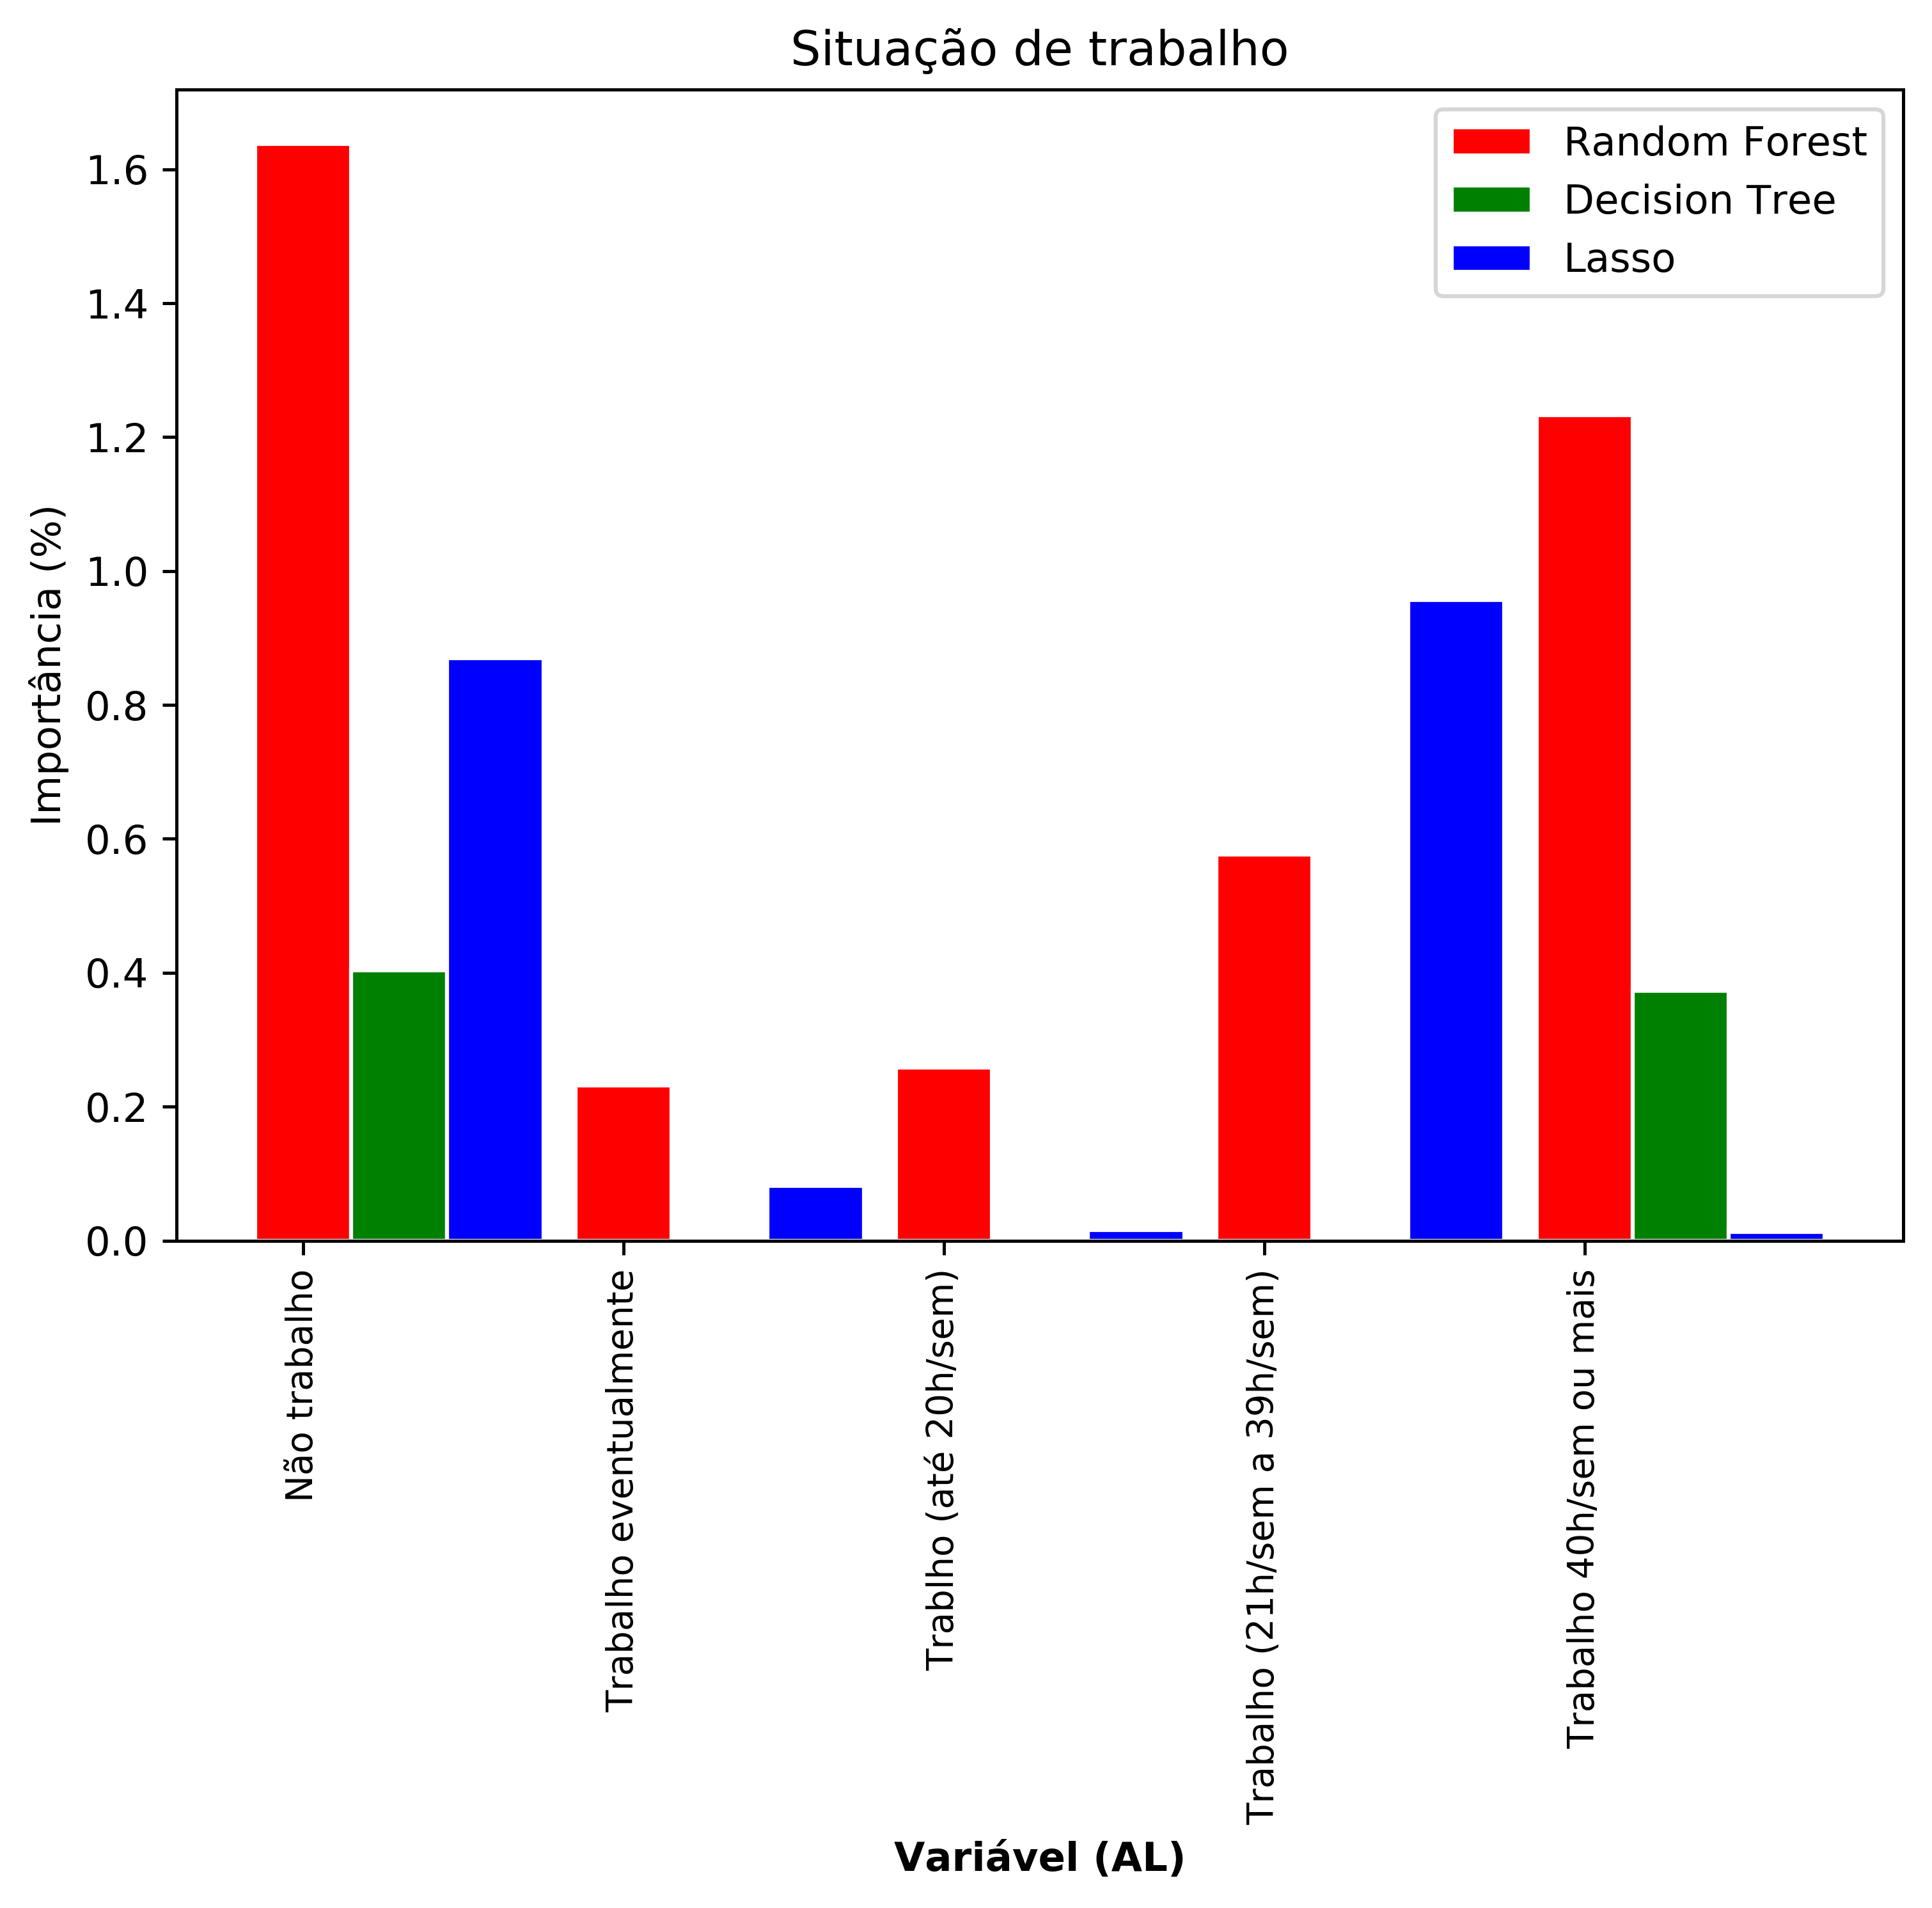 Situação de trabalho
Random Forest
Decision Tree
Lasso
Importância (%)
1.6
1.4
1.2
1.0
0.8
0.6
0.4
0.2
0.0
Não trabalho
Trabalho eventualmente
Trablho (até 20h/sem)
Trabalho (21h/sem a 39h/sem)
Trabalho 40h/sem ou mais
Variável (AL)